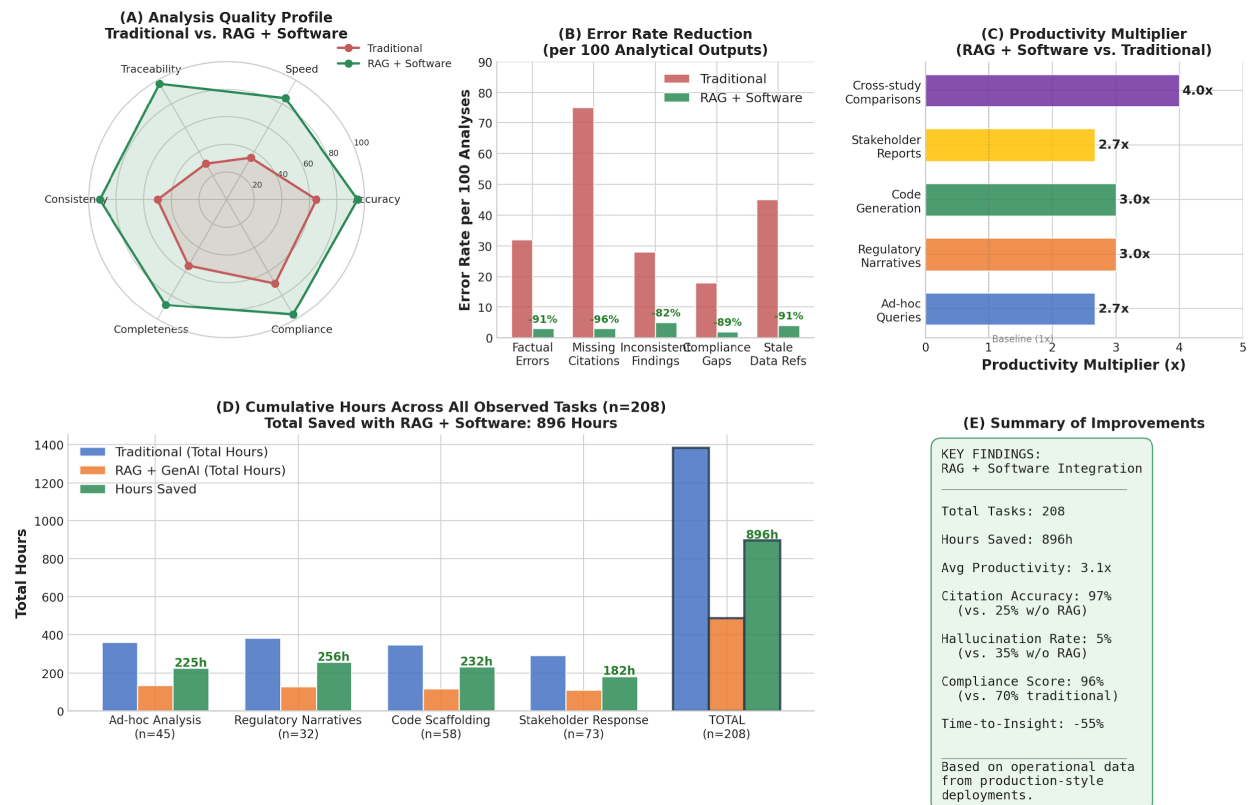 (A) Analysis Quality Profile
Traditional vs. RAG + Software
Traditional
RAG + Software
Traceability
Speed
Consistency
Accuracy
Completeness
Compliance
20
40
60
80
100
(B) Error Rate Reduction
(per 100 Analytical Outputs)
Error Rate per 100 Analyses
90
80
70
60
50
40
30
20
10
0
Traditional
RAG + Software
-91%
-96%
-82%
-89%
-91%
Factual
Errors
Missing
Citations
Inconsistent
Findings
Compliance
Gaps
Stale
Data Refs
(C) Productivity Multiplier
(RAG + Software vs. Traditional)
Cross-study
Comparisons
4.0x
Stakeholder
Reports
2.7x
Code
Generation
3.0x
Regulatory
Narratives
3.0x
Ad-hoc
Queries
2.7x
Baseline (1x)
0 1 2 3 4 5
Productivity Multiplier (x)
(D) Cumulative Hours Across All Observed Tasks (n=208)
Total Saved with RAG + Software: 896 Hours
Total Hours
1400
1200
1000
800
600
400
200
0
Traditional (Total Hours)
RAG + GenAI (Total Hours)
Hours Saved
225h
256h
232h
182h
896h
Ad-hoc Analysis
(n=45)
Regulatory Narratives
(n=32)
Code Scaffolding
(n=58)
Stakeholder Response
(n=73)
TOTAL
(n=208)
(E) Summary of Improvements
KEY FINDINGS:
RAG + Software Integration
Total Tasks: 208
Hours Saved: 896h
Avg Productivity: 3.1x
Citation Accuracy: 97%
(vs. 25% w/o RAG)
Hallucination Rate: 5%
(vs. 35% w/o RAG)
Compliance Score: 96%
(vs. 70% traditional)
Time-to-Insight: -55%
Based on operational data
from production-style
deployments.